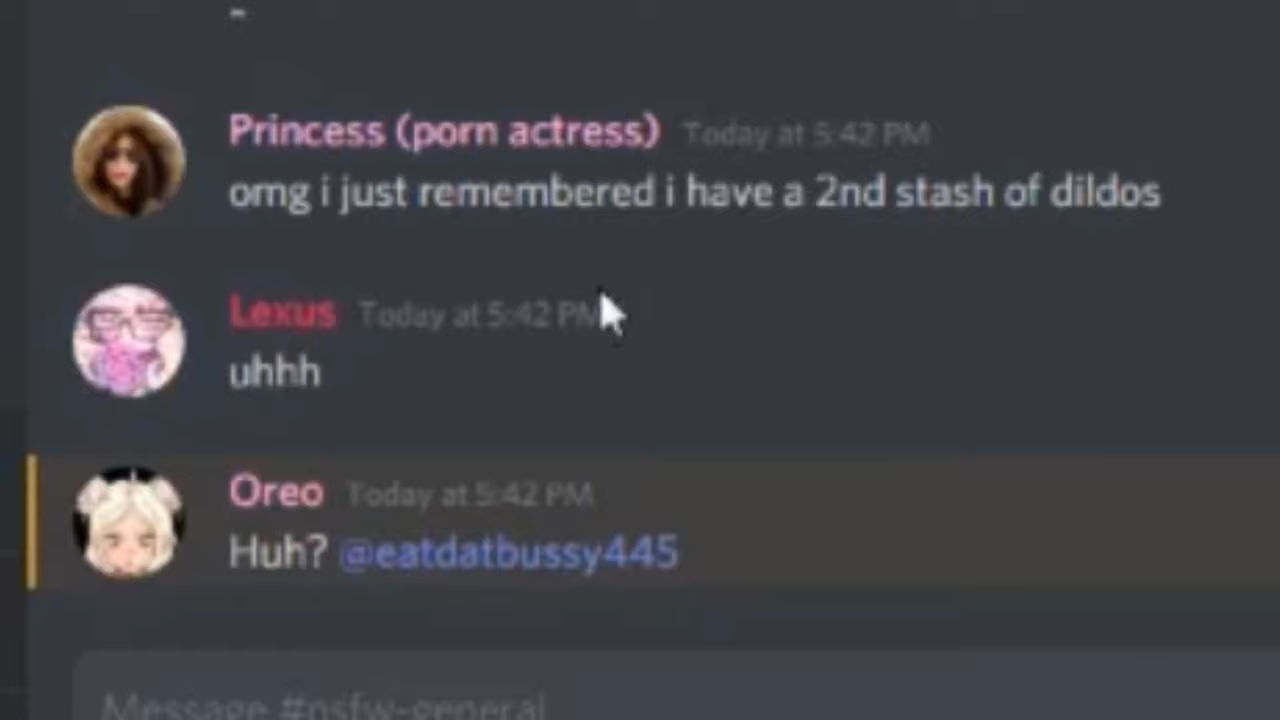 Princess (porn actress) Today at 5:42 PM
omg i just remembered i have a 2nd stash of dildos
Lexus Today at 5:42 PM
uhhh
Oreo Today at 5:42 PM
Huh? @eatdatbussy445
Message #nsfw-general